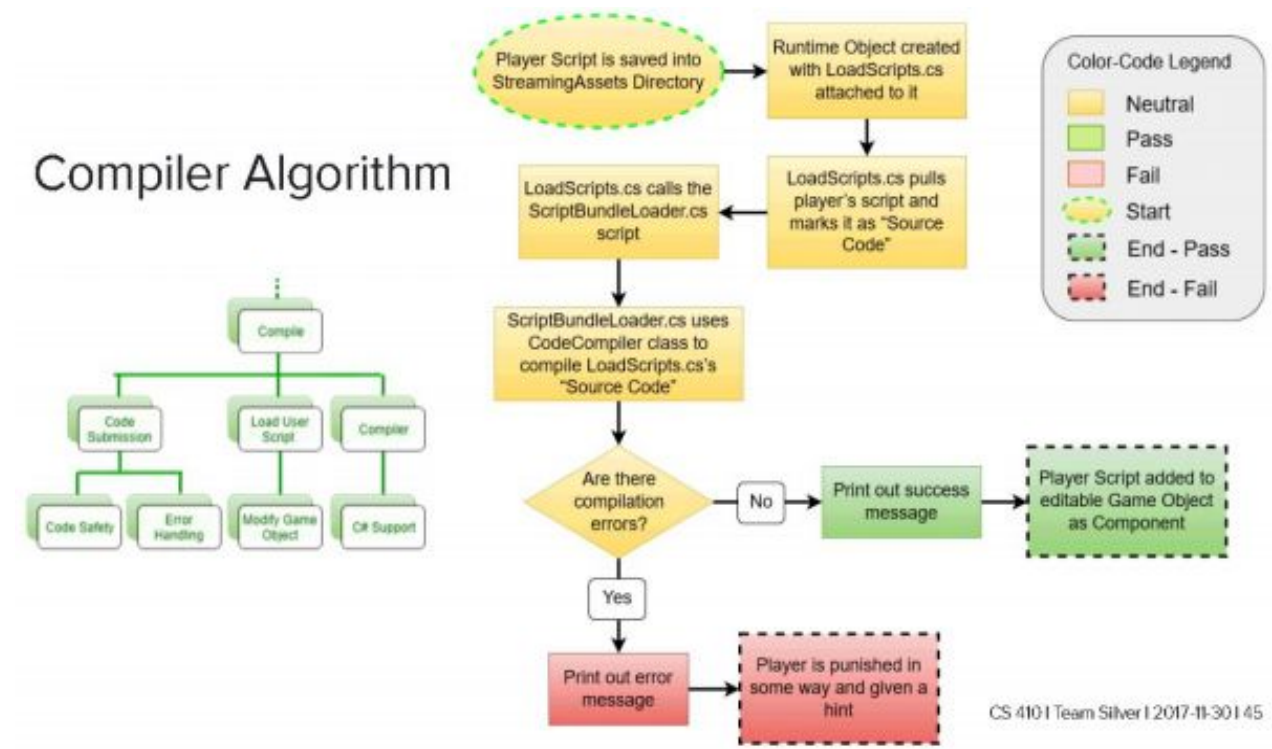 Compiler Algorithm
Player Script is saved into
StreamingAssets Directory
Runtime Object created
with LoadScripts.cs
attached to it
LoadScripts.cs pulls
player's script and
marks it as "Source
Code"
LoadScripts.cs calls the
ScriptBundleLoader.cs
script
ScriptBundleLoader.cs uses
CodeCompiler class to
compile LoadScripts.cs's
"Source Code"
Are there
compilation
errors?
No
Print out success
message
Player Script added to
editable Game Object
as Component
Yes
Print out error
message
Player is punished in
some way and given a
hint
Color-Code Legend
Neutral
Pass
Fail
Start
End - Pass
End - Fail
Compile
Code
Submission
Load User
Script
Compiler
Code Safety
Error
Handling
Modify Game
Object
C# Support
CS 410 | Team Silver | 2017-11-30 | 45